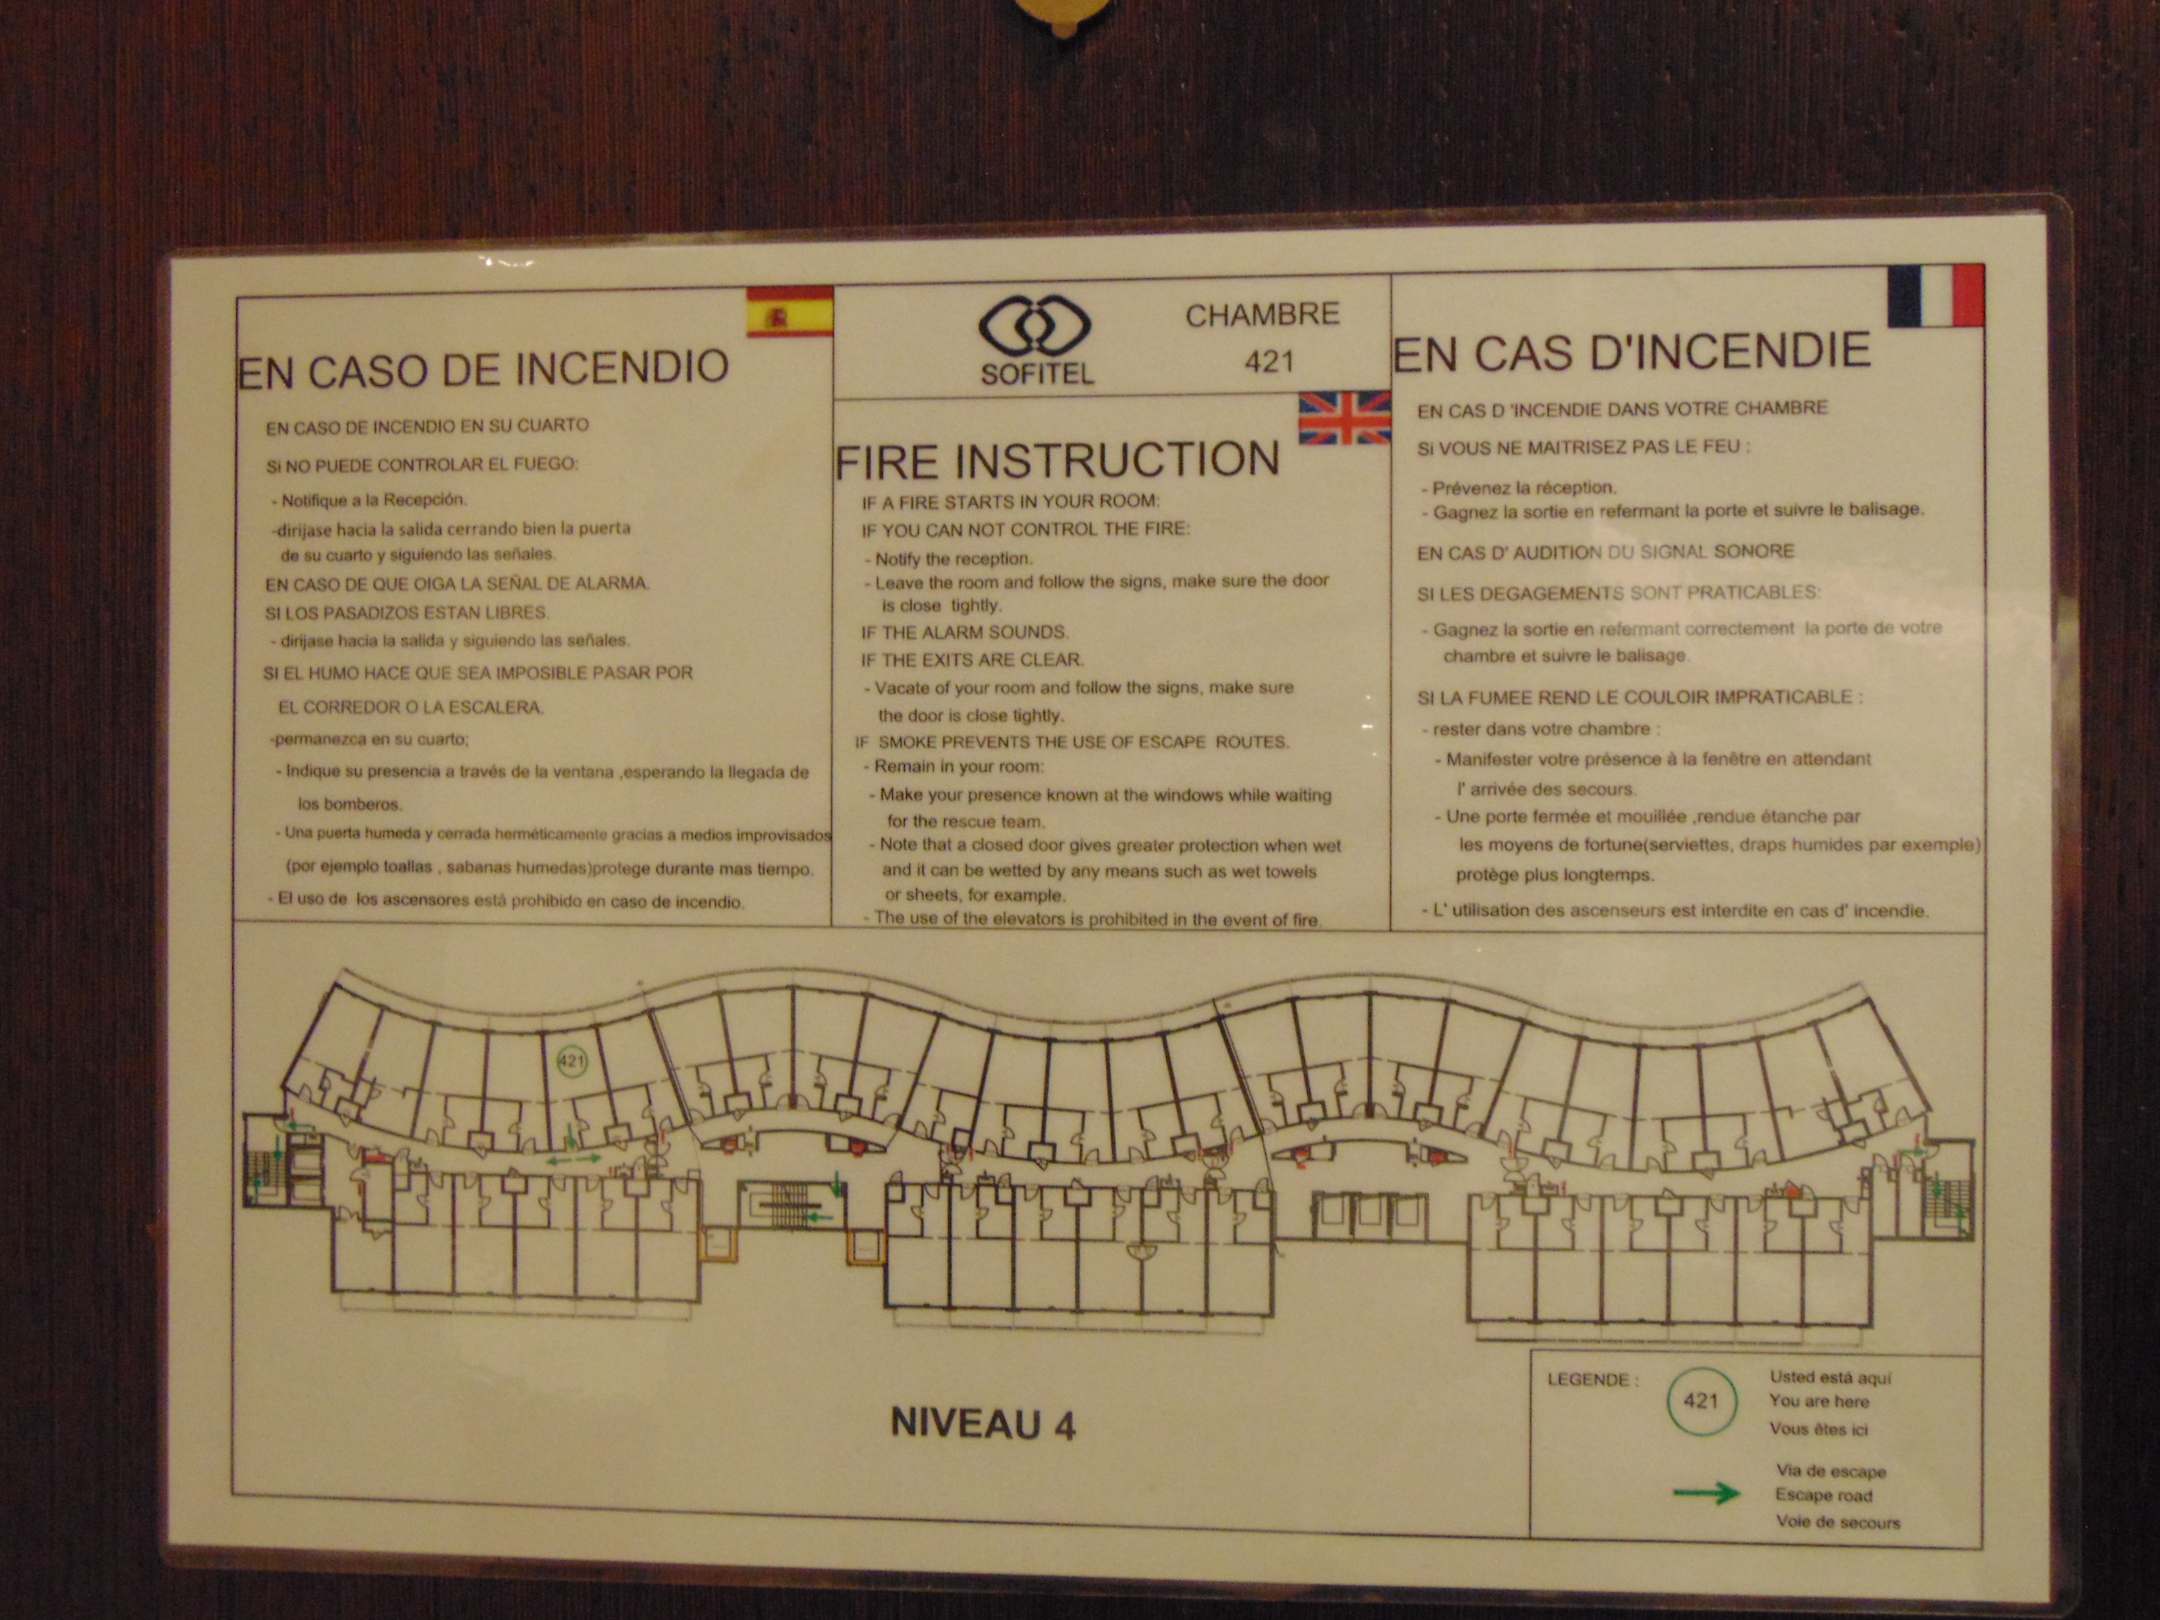 EN CASO DE INCENDIO
EN CASO DE INCENDIO EN SU CUARTO
Si NO PUEDE CONTROLAR EL FUEGO:
- Notifique a la Recepción.
-dirijase hacia la salida cerrando bien la puerta
de su cuarto y siguiendo las señales.
EN CASO DE QUE OIGA LA SEÑAL DE ALARMA.
SI LOS PASADIZOS ESTAN LIBRES.
- dirijase hacia la salida y siguiendo las señales.
SI EL HUMO HACE QUE SEA IMPOSIBLE PASAR POR
EL CORREDOR O LA ESCALERA.
-permanezca en su cuarto;
- Indique su presencia a través de la ventana ,esperando la llegada de
los bomberos.
- Una puerta humeda y cerrada herméticamente gracias a medios improvisados
(por ejemplo toallas , sabanas humedas)protege durante mas tiempo.
- El uso de los ascensores está prohibido en caso de incendio.
SOFITEL
CHAMBRE
421
FIRE INSTRUCTION
IF A FIRE STARTS IN YOUR ROOM:
IF YOU CAN NOT CONTROL THE FIRE:
- Notify the reception.
- Leave the room and follow the signs, make sure the door
is close tightly.
IF THE ALARM SOUNDS.
IF THE EXITS ARE CLEAR.
- Vacate of your room and follow the signs, make sure
the door is close tightly.
IF SMOKE PREVENTS THE USE OF ESCAPE ROUTES.
- Remain in your room:
- Make your presence known at the windows while waiting
for the rescue team.
- Note that a closed door gives greater protection when wet
and it can be wetted by any means such as wet towels
or sheets, for example.
- The use of the elevators is prohibited in the event of fire.
EN CAS D'INCENDIE
EN CAS D 'INCENDIE DANS VOTRE CHAMBRE
Si VOUS NE MAITRISEZ PAS LE FEU :
- Prévenez la réception.
- Gagnez la sortie en refermant la porte et suivre le balisage.
EN CAS D' AUDITION DU SIGNAL SONORE
SI LES DEGAGEMENTS SONT PRATICABLES:
- Gagnez la sortie en refermant correctement la porte de votre
chambre et suivre le balisage.
SI LA FUMEE REND LE COULOIR IMPRATICABLE :
- rester dans votre chambre :
- Manifester votre présence à la fenêtre en attendant
l' arrivée des secours.
- Une porte fermée et mouillée ,rendue étanche par
les moyens de fortune(serviettes, draps humides par exemple)
protège plus longtemps.
- L' utilisation des ascenseurs est interdite en cas d' incendie.
421
NIVEAU 4
LEGENDE :
421
Usted está aquí
You are here
Vous êtes ici
Via de escape
Escape road
Voie de secours